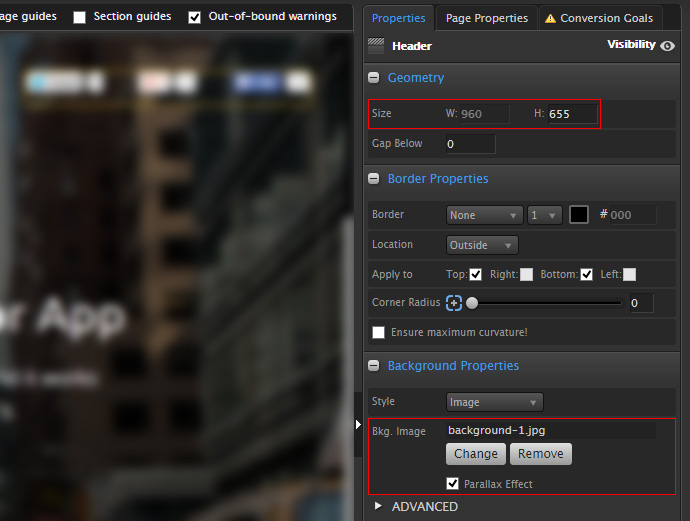 age guides Section guides Out-of-bound warnings
Properties Page Properties Conversion Goals
Header Visibility
Geometry
Size W: 960 H: 655
Gap Below 0
Border Properties
Border None 1 # 000
Location Outside
Apply to Top: Right: Bottom: Left:
Corner Radius 0
Ensure maximum curvature!
Background Properties
Style Image
Bkg. Image background-1.jpg
Change Remove
Parallax Effect
ADVANCED
r App
it works